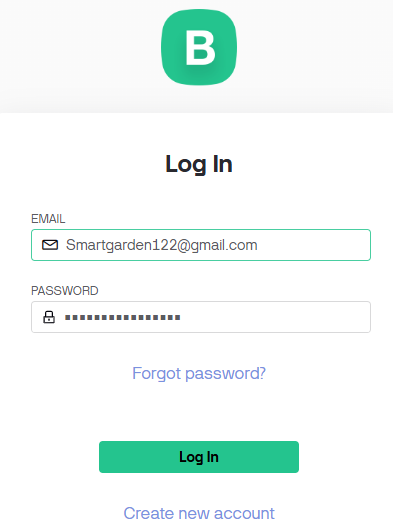 B
Log In
EMAIL
Smartgarden122@gmail.com
PASSWORD
Forgot password?
Log In
Create new account